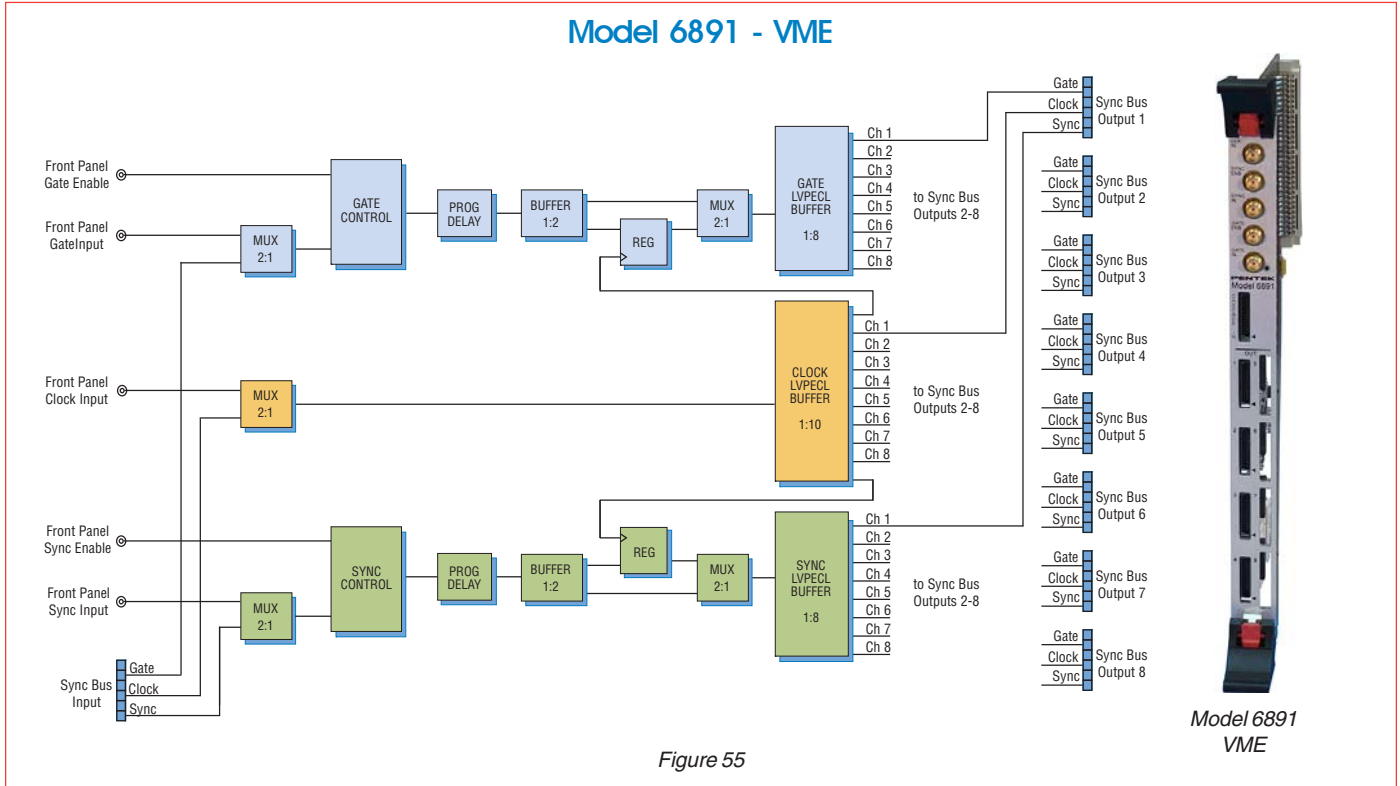 Model 6891 - VME
Front Panel
Gate Enable
Front Panel
GateInput
MUX
2:1
GATE
CONTROL
PROG
DELAY
BUFFER
1:2
REG
MUX
2:1
GATE
LVPECL
BUFFER
1:8
Ch 1
Ch 2
Ch 3
Ch 4
Ch 5
Ch 6
Ch 7
Ch 8
to Sync Bus
Outputs 2-8
Front Panel
Clock Input
MUX
2:1
CLOCK
LVPECL
BUFFER
1:10
Ch 1
Ch 2
Ch 3
Ch 4
Ch 5
Ch 6
Ch 7
Ch 8
to Sync Bus
Outputs 2-8
Front Panel
Sync Enable
Front Panel
Sync Input
MUX
2:1
SYNC
CONTROL
PROG
DELAY
BUFFER
1:2
REG
MUX
2:1
SYNC
LVPECL
BUFFER
1:8
Ch 1
Ch 2
Ch 3
Ch 4
Ch 5
Ch 6
Ch 7
Ch 8
to Sync Bus
Outputs 2-8
Sync Bus
Input
Gate
Clock
Sync
Gate
Clock
Sync
Sync Bus
Output 1
Gate
Clock
Sync
Sync Bus
Output 2
Gate
Clock
Sync
Sync Bus
Output 3
Gate
Clock
Sync
Sync Bus
Output 4
Gate
Clock
Sync
Sync Bus
Output 5
Gate
Clock
Sync
Sync Bus
Output 6
Gate
Clock
Sync
Sync Bus
Output 7
Gate
Clock
Sync
Sync Bus
Output 8
PENTEK
Model 6891
OUT
Model 6891
VME
Figure 55